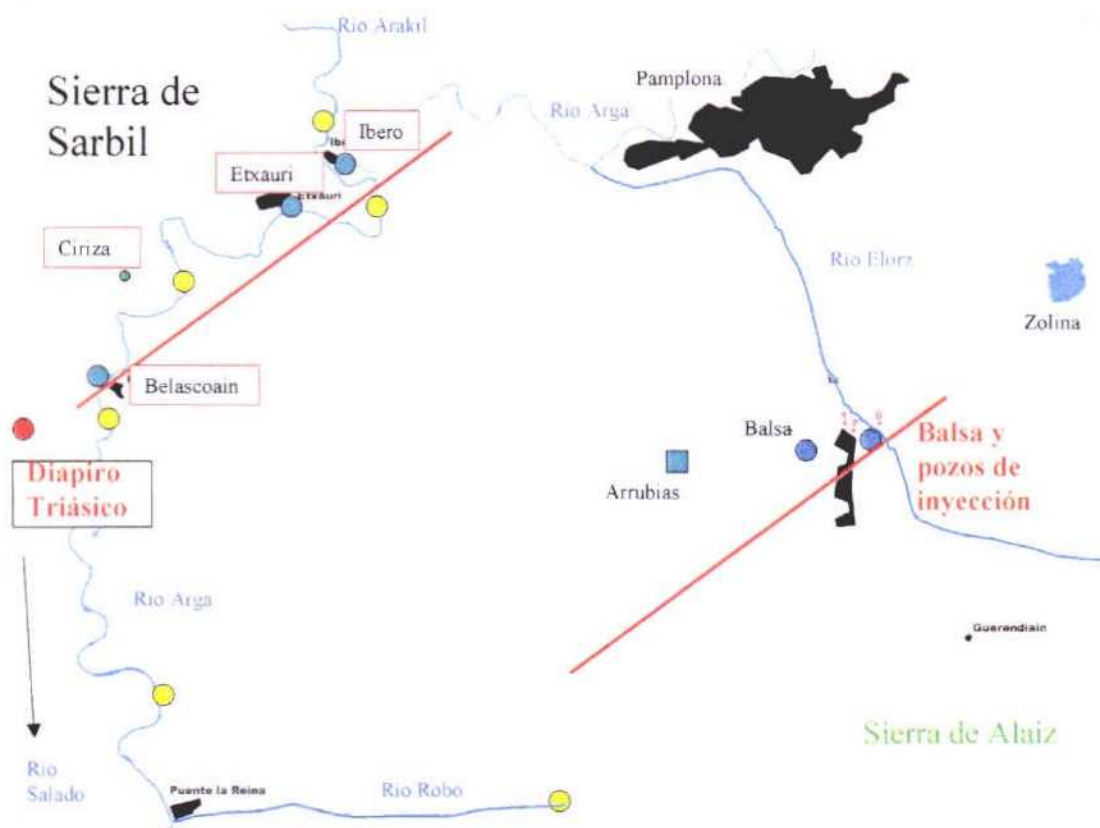 Rio Arakil
Sierra de
Sarbil
Pamplona
Rio Arga
Ibero
Etxauri
Etxauri
Ciriza
Rio Elorz
Zolina
Belascoain
Balsa
Arrubias
Balsa y
pozos de
inyección
Diapiro
Triásico
Rio Arga
Guerendiain
Sierra de Alaiz
Rio
Salado
Puente la Reina
Rio Robo